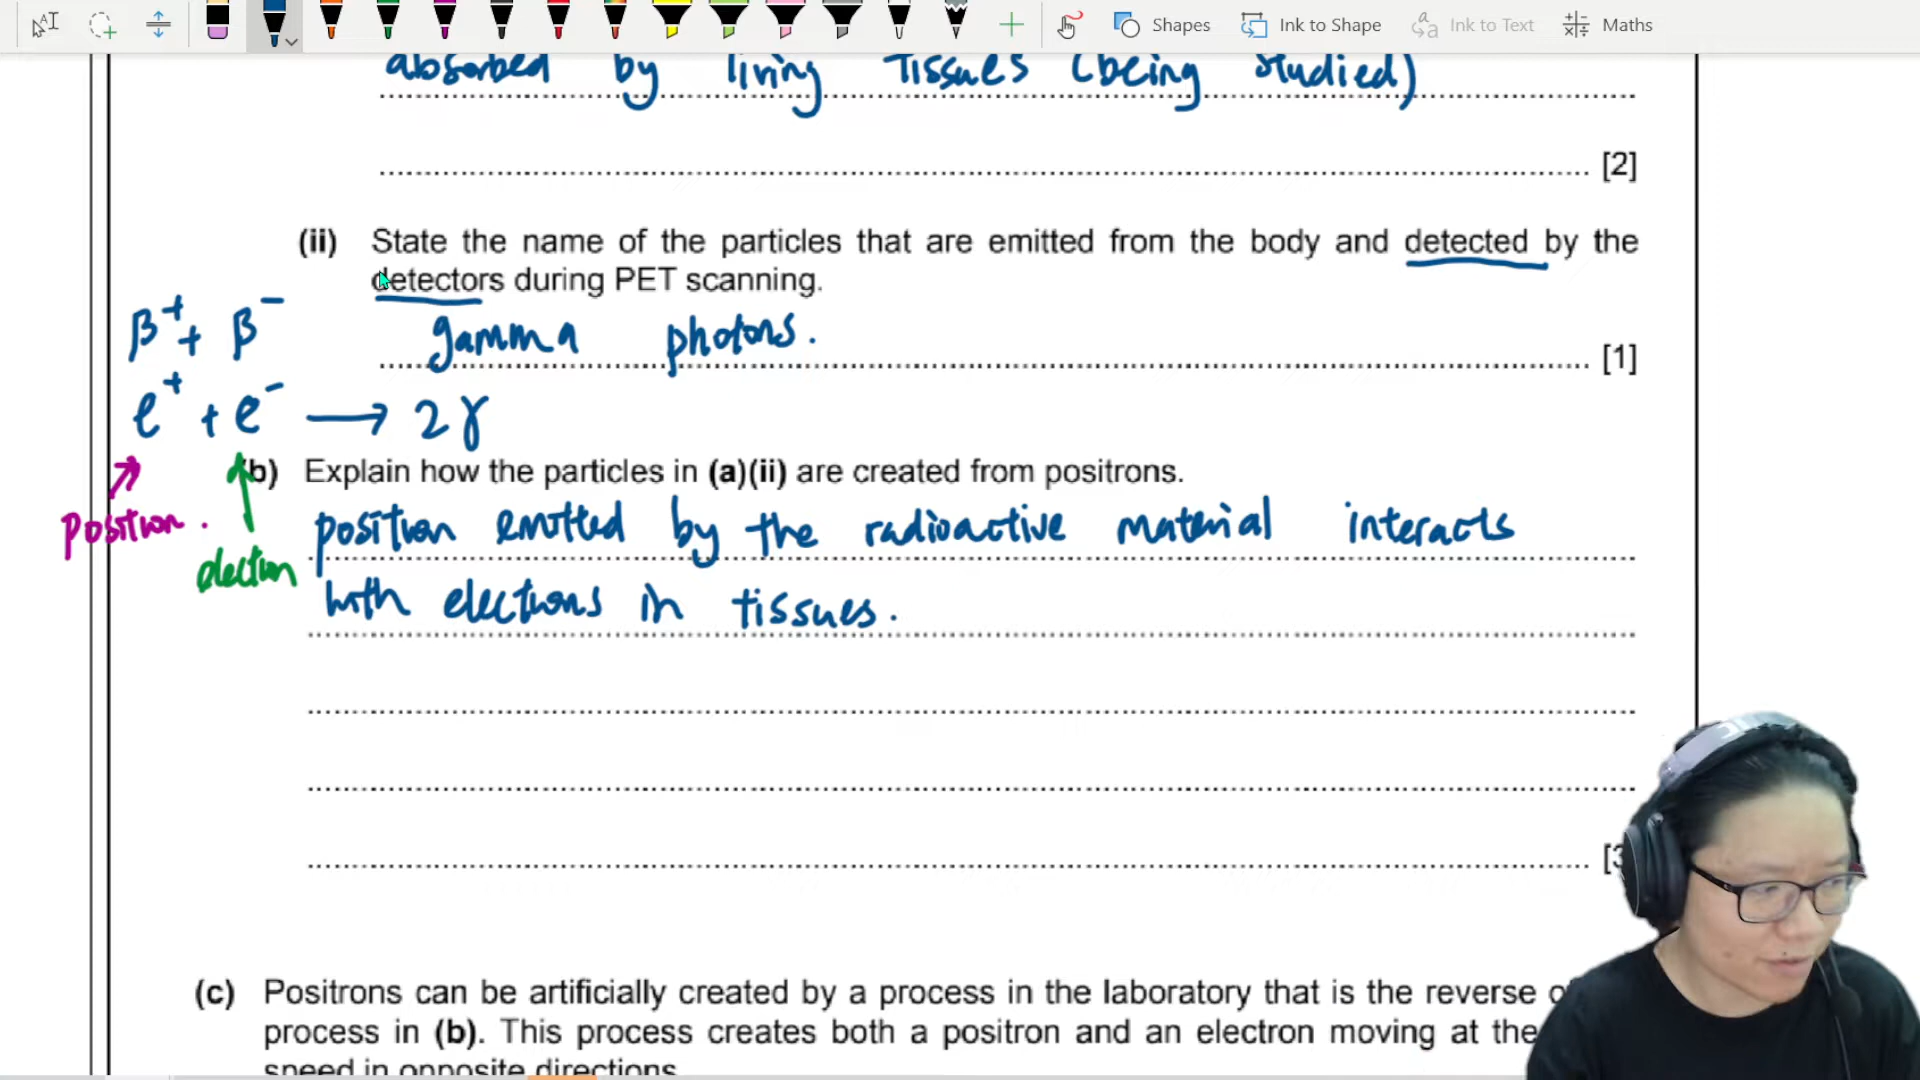 Shapes Ink to Shape Ink to Text Maths
absorbed by living tissues (being studied)
[2]
(ii) State the name of the particles that are emitted from the body and detected by the
detectors during PET scanning.
β⁺ + β⁻
gamma photons.
[1]
e⁺ + e⁻ → 2γ
(b) Explain how the particles in (a)(ii) are created from positrons.
positron.
electron
positron emitted by the radioactive material interacts
with electrons in tissues.
(c) Positrons can be artificially created by a process in the laboratory that is the reverse
process in (b). This process creates both a positron and an electron moving at the
speed in opposite directions.